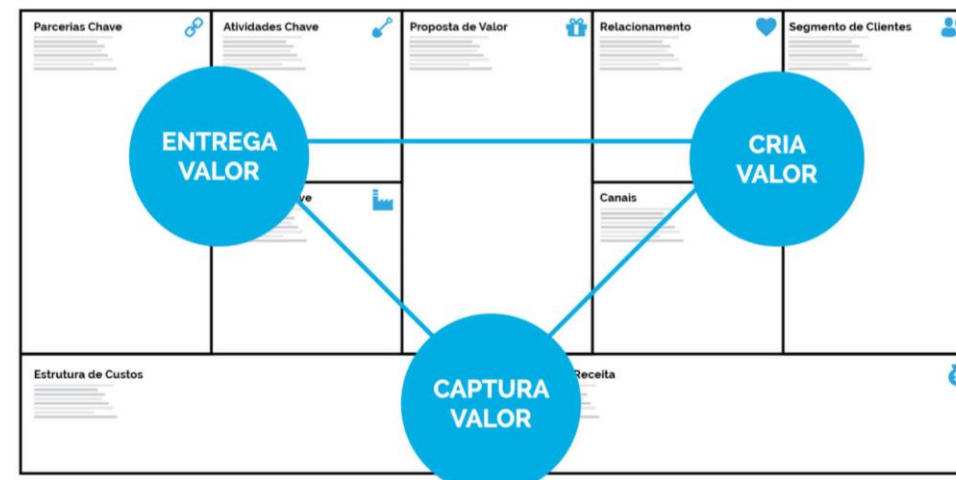 Parcerias Chave
Atividades Chave
Proposta de Valor
Relacionamento
Segmento de Clientes
ENTREGA
VALOR
CRIA
VALOR
ve
Canais
Estrutura de Custos
CAPTURA
VALOR
Receita